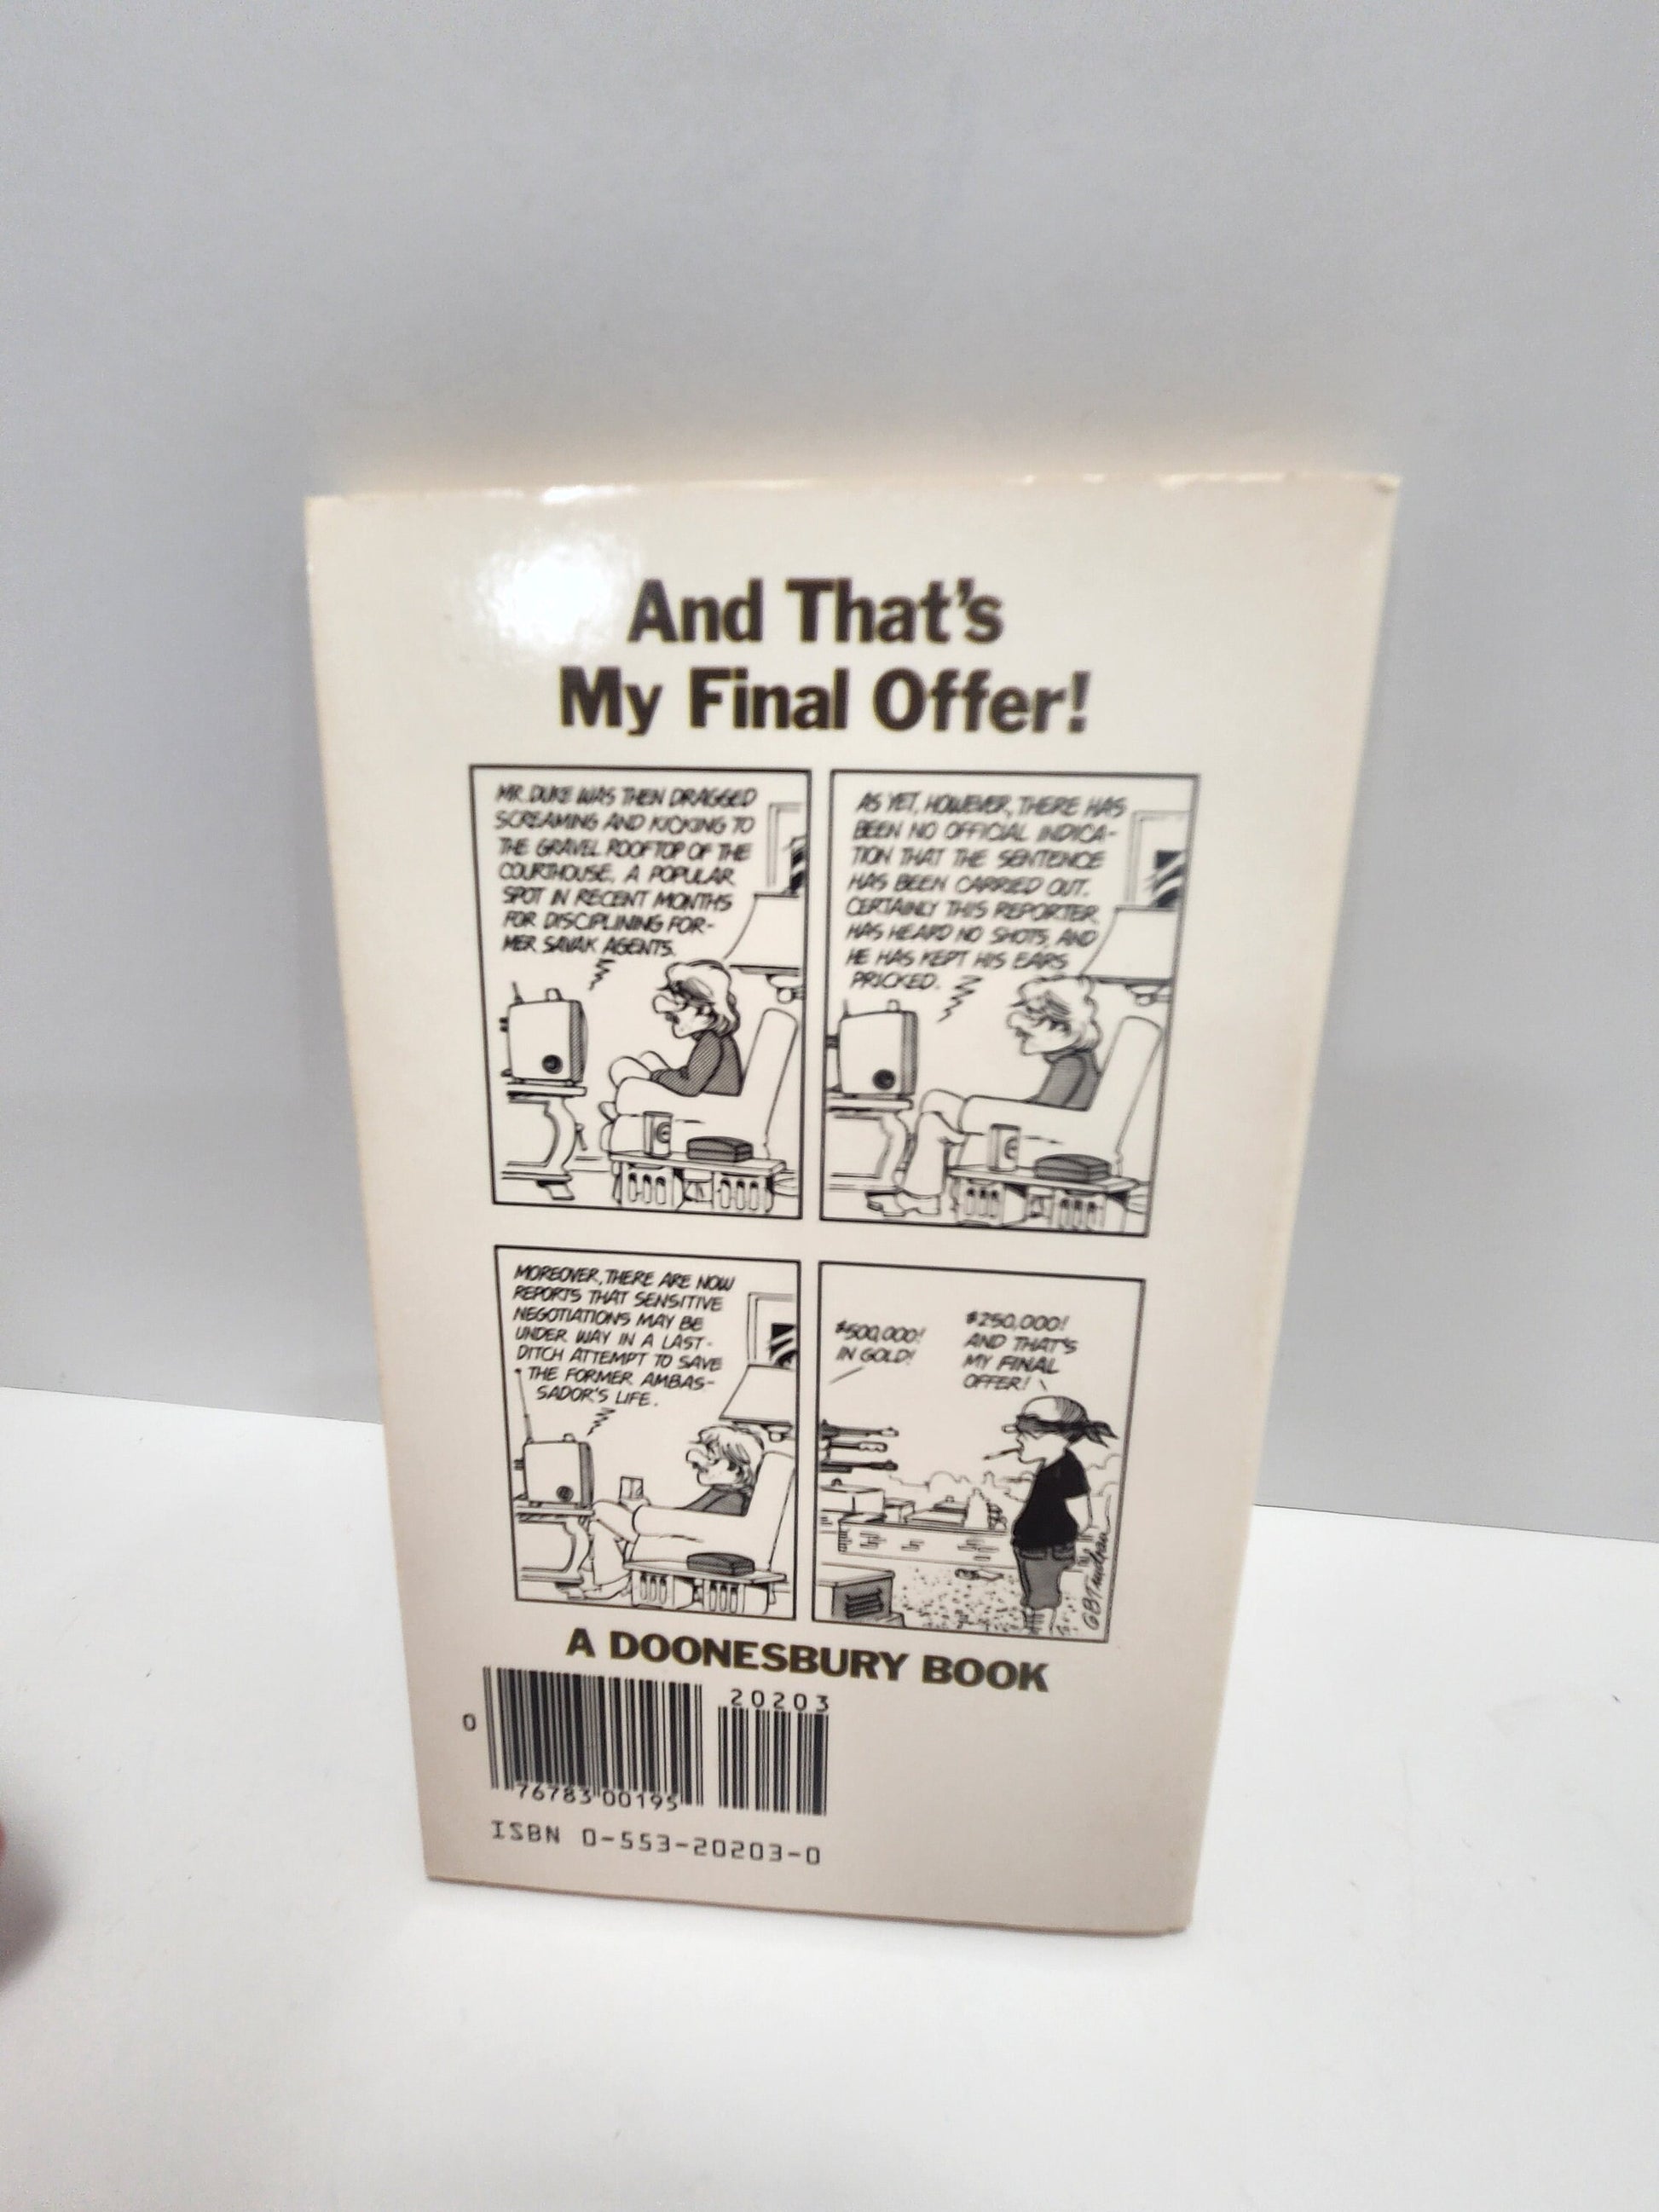 And That's
My Final Offer!
MR. DUKE WAS THEN DRAGGED
SCREAMING AND KICKING TO
THE GRAVEL ROOFTOP OF THE
COURTHOUSE, A POPULAR
SPOT IN RECENT MONTHS
FOR DISCIPLINING FOR-
MER SAVAK AGENTS.
AS YET, HOWEVER, THERE HAS
BEEN NO OFFICIAL INDICA-
TION THAT THE SENTENCE
HAS BEEN CARRIED OUT.
CERTAINLY THIS REPORTER
HAS HEARD NO SHOTS, AND
HE HAS KEPT HIS EARS
PRICKED.
MOREOVER, THERE ARE NOW
REPORTS THAT SENSITIVE
NEGOTIATIONS MAY BE
UNDER WAY IN A LAST-
DITCH ATTEMPT TO SAVE
THE FORMER AMBAS-
SADOR'S LIFE.
$500,000!
IN GOLD!
$250,000!
AND THAT'S
MY FINAL
OFFER!
GBTrudeau
A DOONESBURY BOOK
20203
0
76783 00195
ISBN 0-553-20203-0